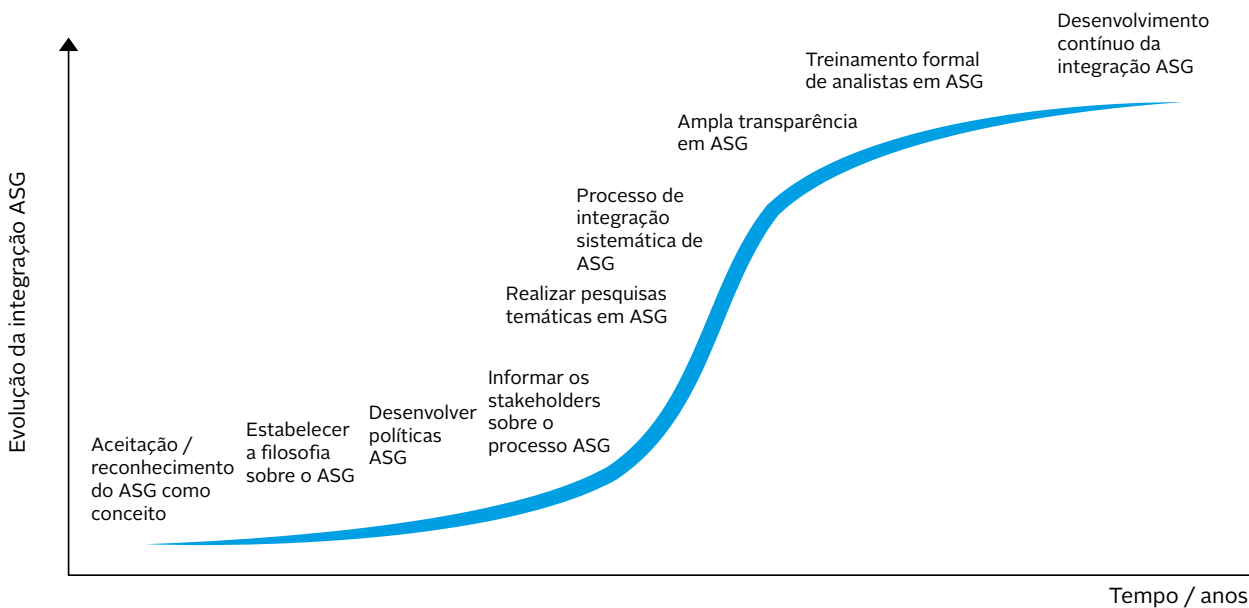 Evolução da integração ASG
Aceitação /
reconhecimento
do ASG como
conceito
Estabelecer
a filosofia
sobre o ASG
Desenvolver
políticas
ASG
Informar os
stakeholders
sobre o
processo ASG
Realizar pesquisas
temáticas em ASG
Processo de
integração
sistemática de
ASG
Ampla transparência
em ASG
Treinamento formal
de analistas em ASG
Desenvolvimento
contínuo da
integração ASG
Tempo / anos